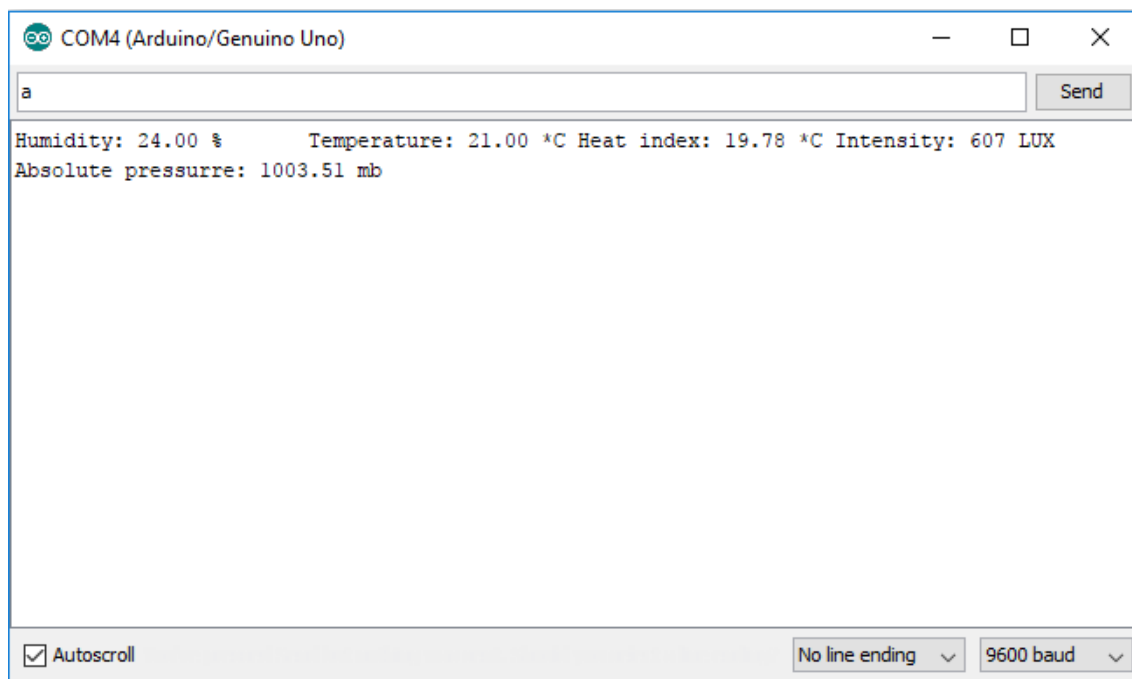 COM4 (Arduino/Genuino Uno)
a
Send
Humidity: 24.00 %      Temperature: 21.00 *C Heat index: 19.78 *C Intensity: 607 LUX
Absolute pressurre: 1003.51 mb
Autoscroll
No line ending
9600 baud